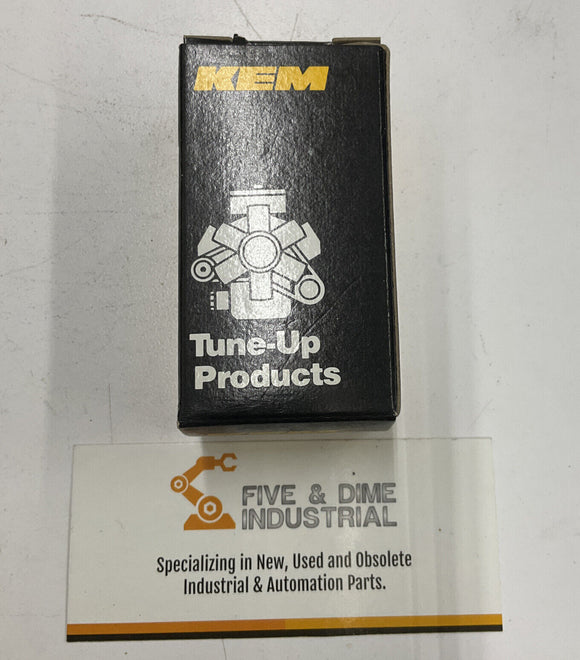 KEM
Tune-Up
Products
FIVE & DIME
INDUSTRIAL
Specializing in New, Used and Obsolete
Industrial & Automation Parts.